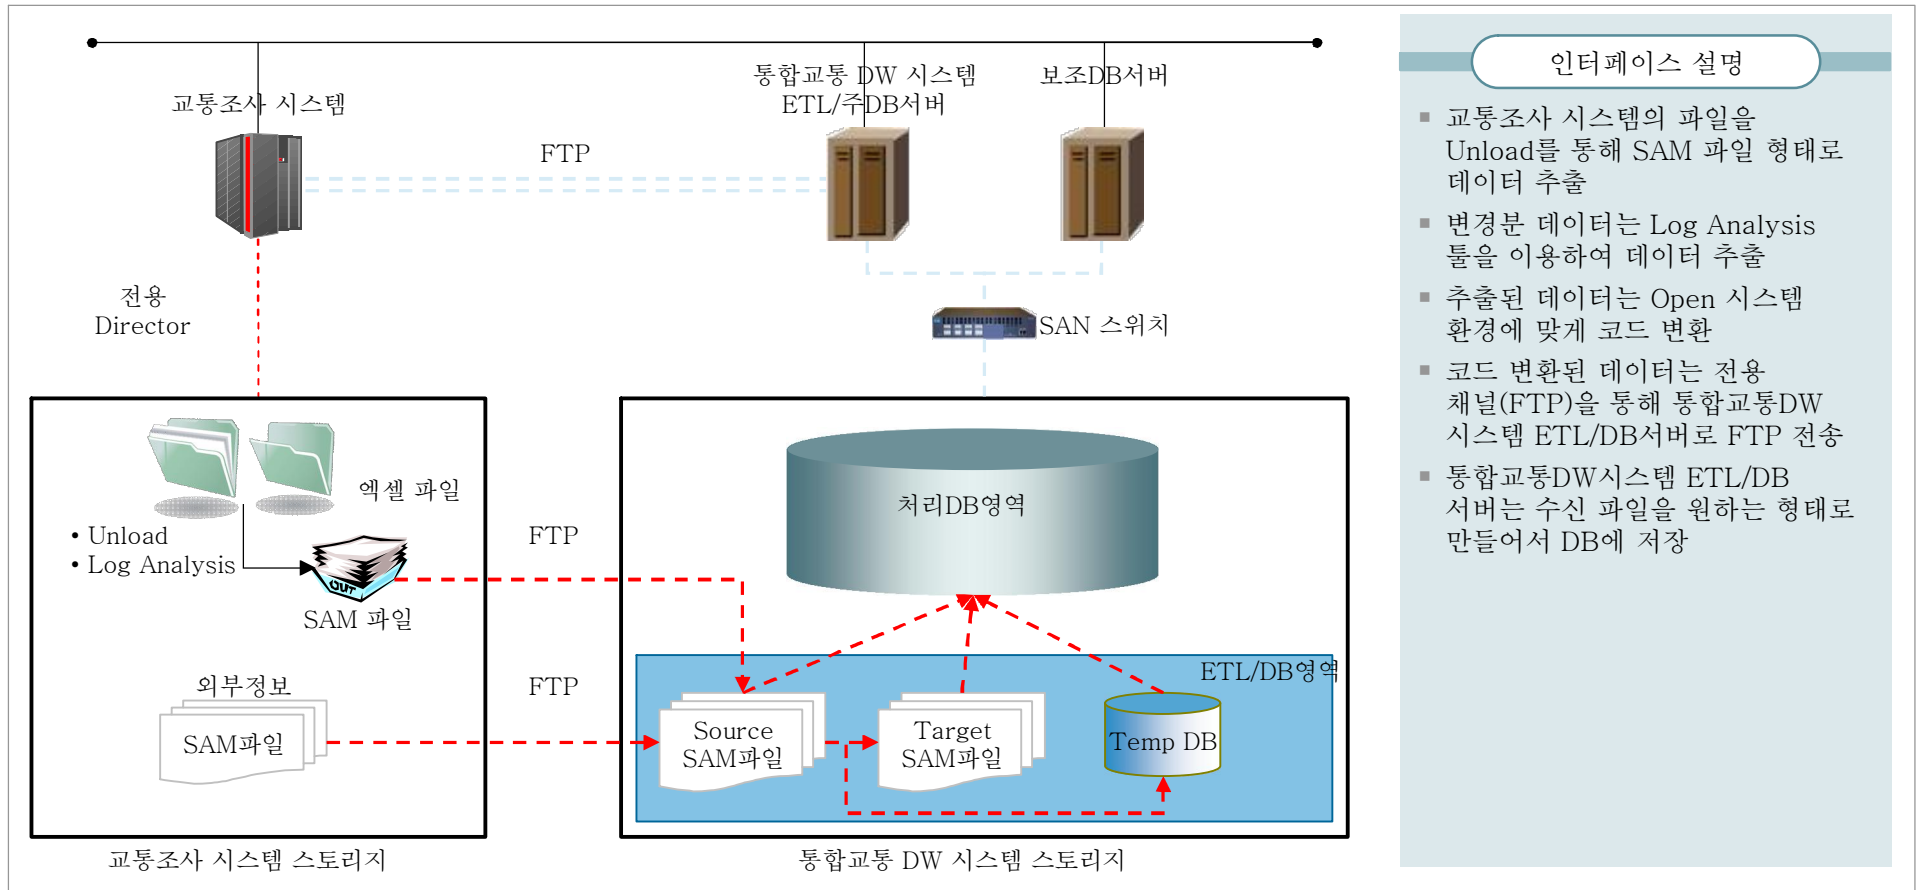 통합교통 DW 시스템
ETL/주DB서버
보조DB서버
교통조사 시스템
FTP
전용
Director
SAN 스위치
엑셀 파일
• Unload
• Log Analysis
OUT
SAM 파일
FTP
처리DB영역
외부정보
SAM파일
FTP
ETL/DB영역
Source
SAM파일
Target
SAM파일
Temp DB
교통조사 시스템 스토리지
통합교통 DW 시스템 스토리지
인터페이스 설명
▪ 교통조사 시스템의 파일을
Unload를 통해 SAM 파일 형태로
데이터 추출
▪ 변경분 데이터는 Log Analysis
툴을 이용하여 데이터 추출
▪ 추출된 데이터는 Open 시스템
환경에 맞게 코드 변환
▪ 코드 변환된 데이터는 전용
채널(FTP)을 통해 통합교통DW
시스템 ETL/DB서버로 FTP 전송
▪ 통합교통DW시스템 ETL/DB
서버는 수신 파일을 원하는 형태로
만들어서 DB에 저장